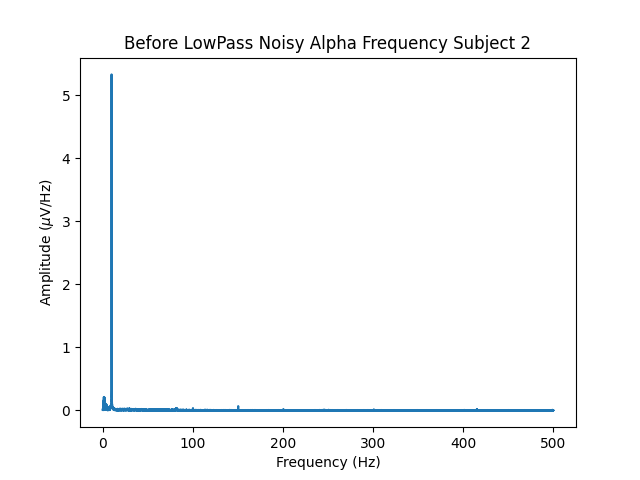 Before LowPass Noisy Alpha Frequency Subject 2
5
4
3
2
1
0
Amplitude (μV/Hz)
0 100 200 300 400 500
Frequency (Hz)